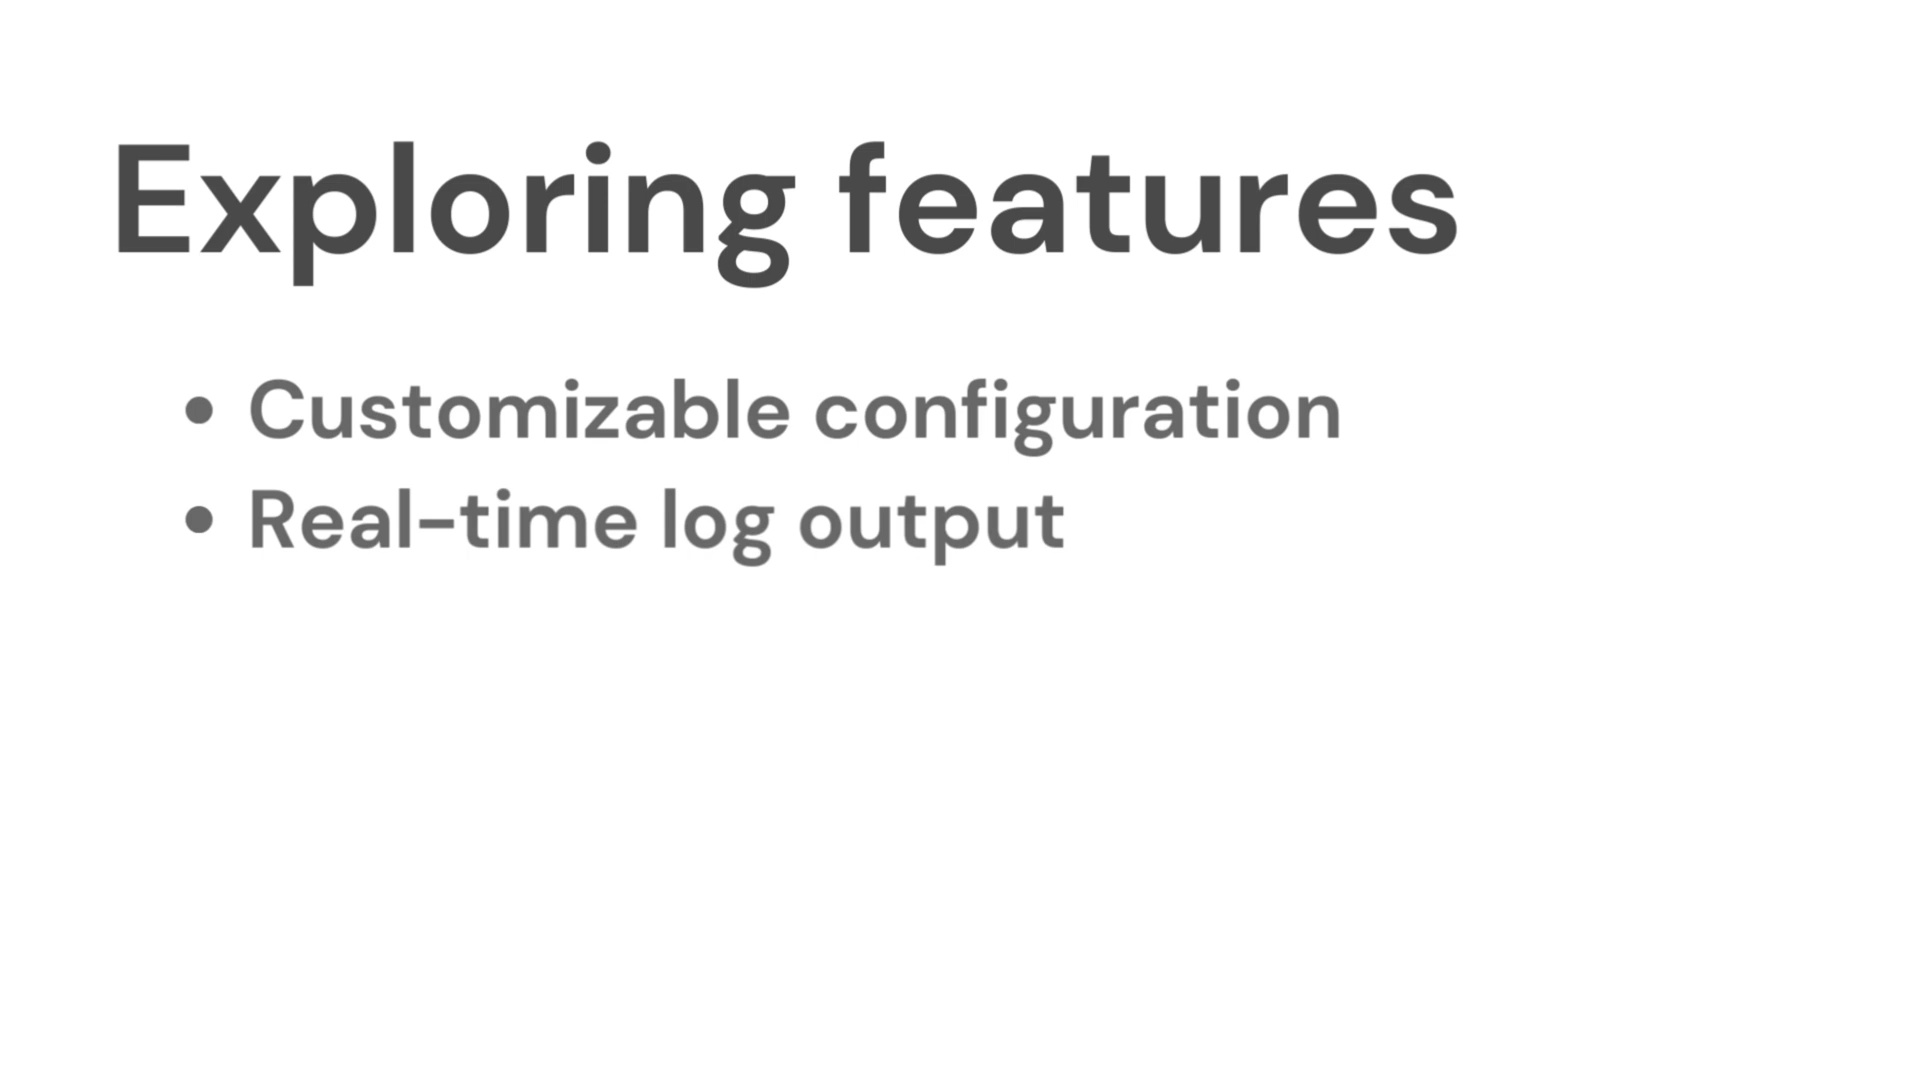 Exploring features
• Customizable configuration
• Real-time log output